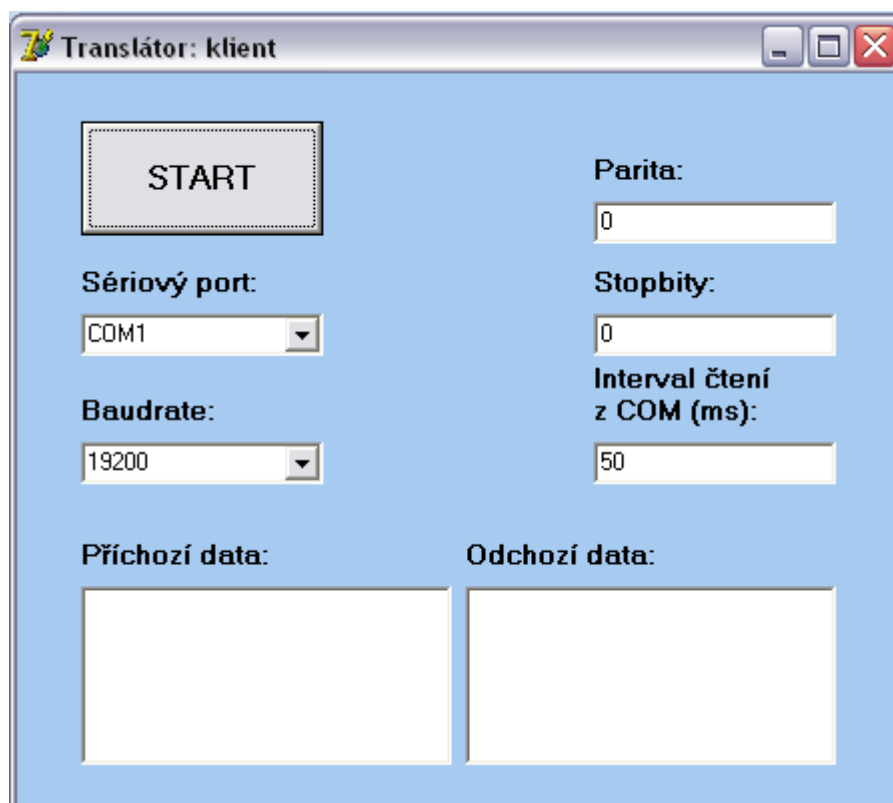 Translátor: klient
START
Parita:
0
Sériový port:
Stopbity:
COM1
0
Interval čtení
z COM (ms):
Baudrate:
19200
50
Příchozí data:
Odchozí data: